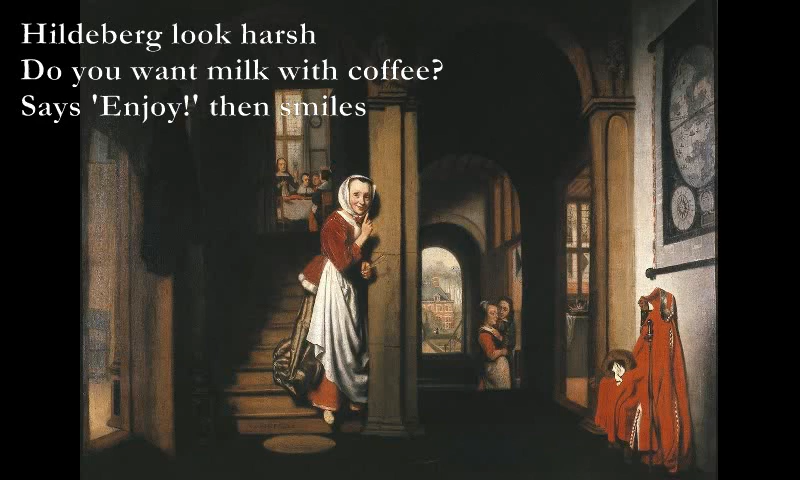 Hildeberg look harsh
Do you want milk with coffee?
Says 'Enjoy!' then smiles